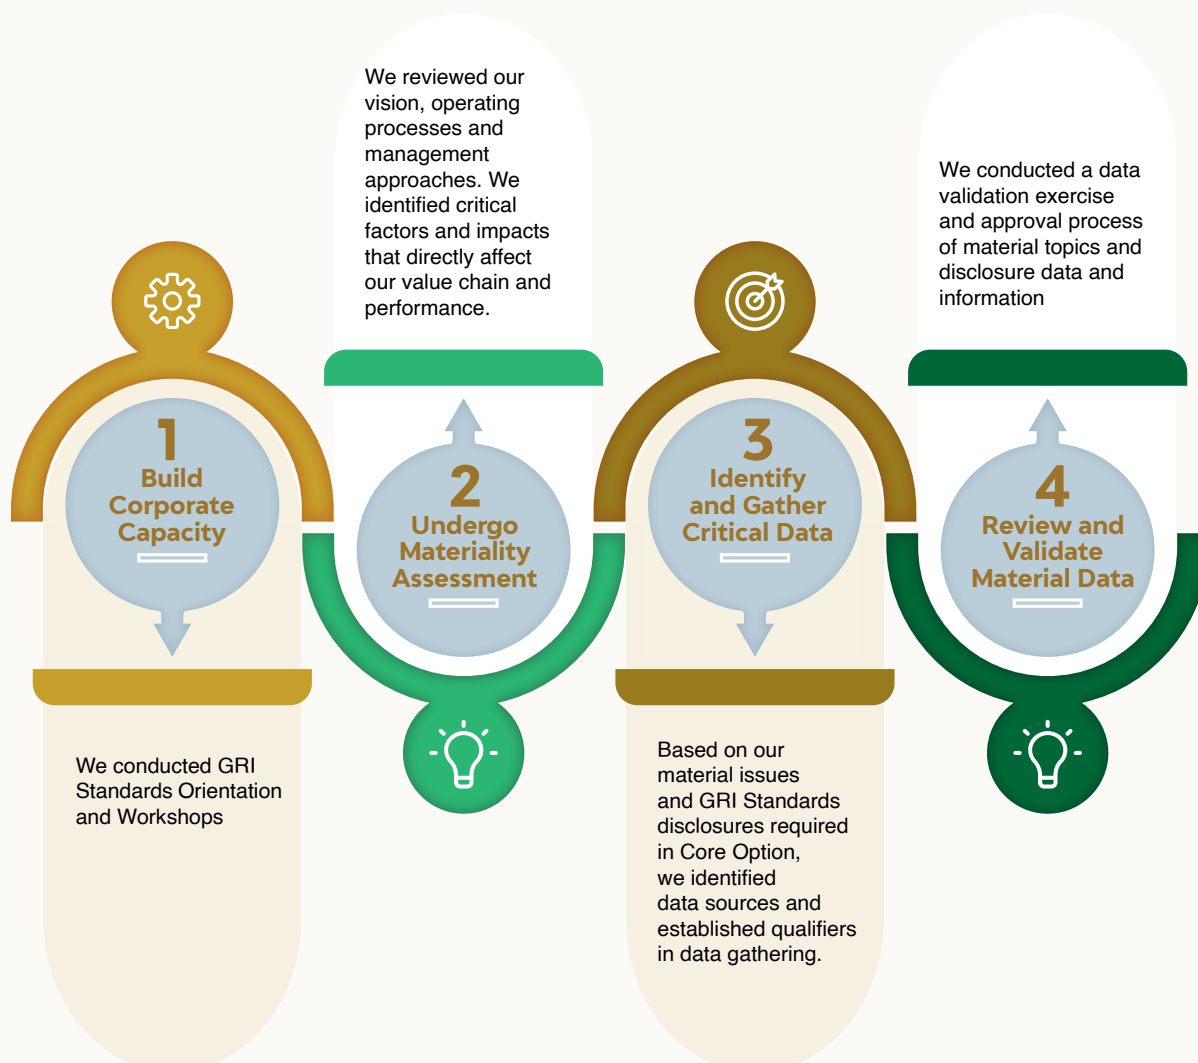 1
Build
Corporate
Capacity
We conducted GRI
Standards Orientation
and Workshops
We reviewed our
vision, operating
processes and
management
approaches. We
identified critical
factors and impacts
that directly affect
our value chain and
performance.
2
Undergo
Materiality
Assessment
3
Identify
and Gather
Critical Data
Based on our
material issues
and GRI Standards
disclosures required
in Core Option,
we identified
data sources and
established qualifiers
in data gathering.
We conducted a data
validation exercise
and approval process
of material topics and
disclosure data and
information
4
Review and
Validate
Material Data